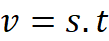 v = s.t